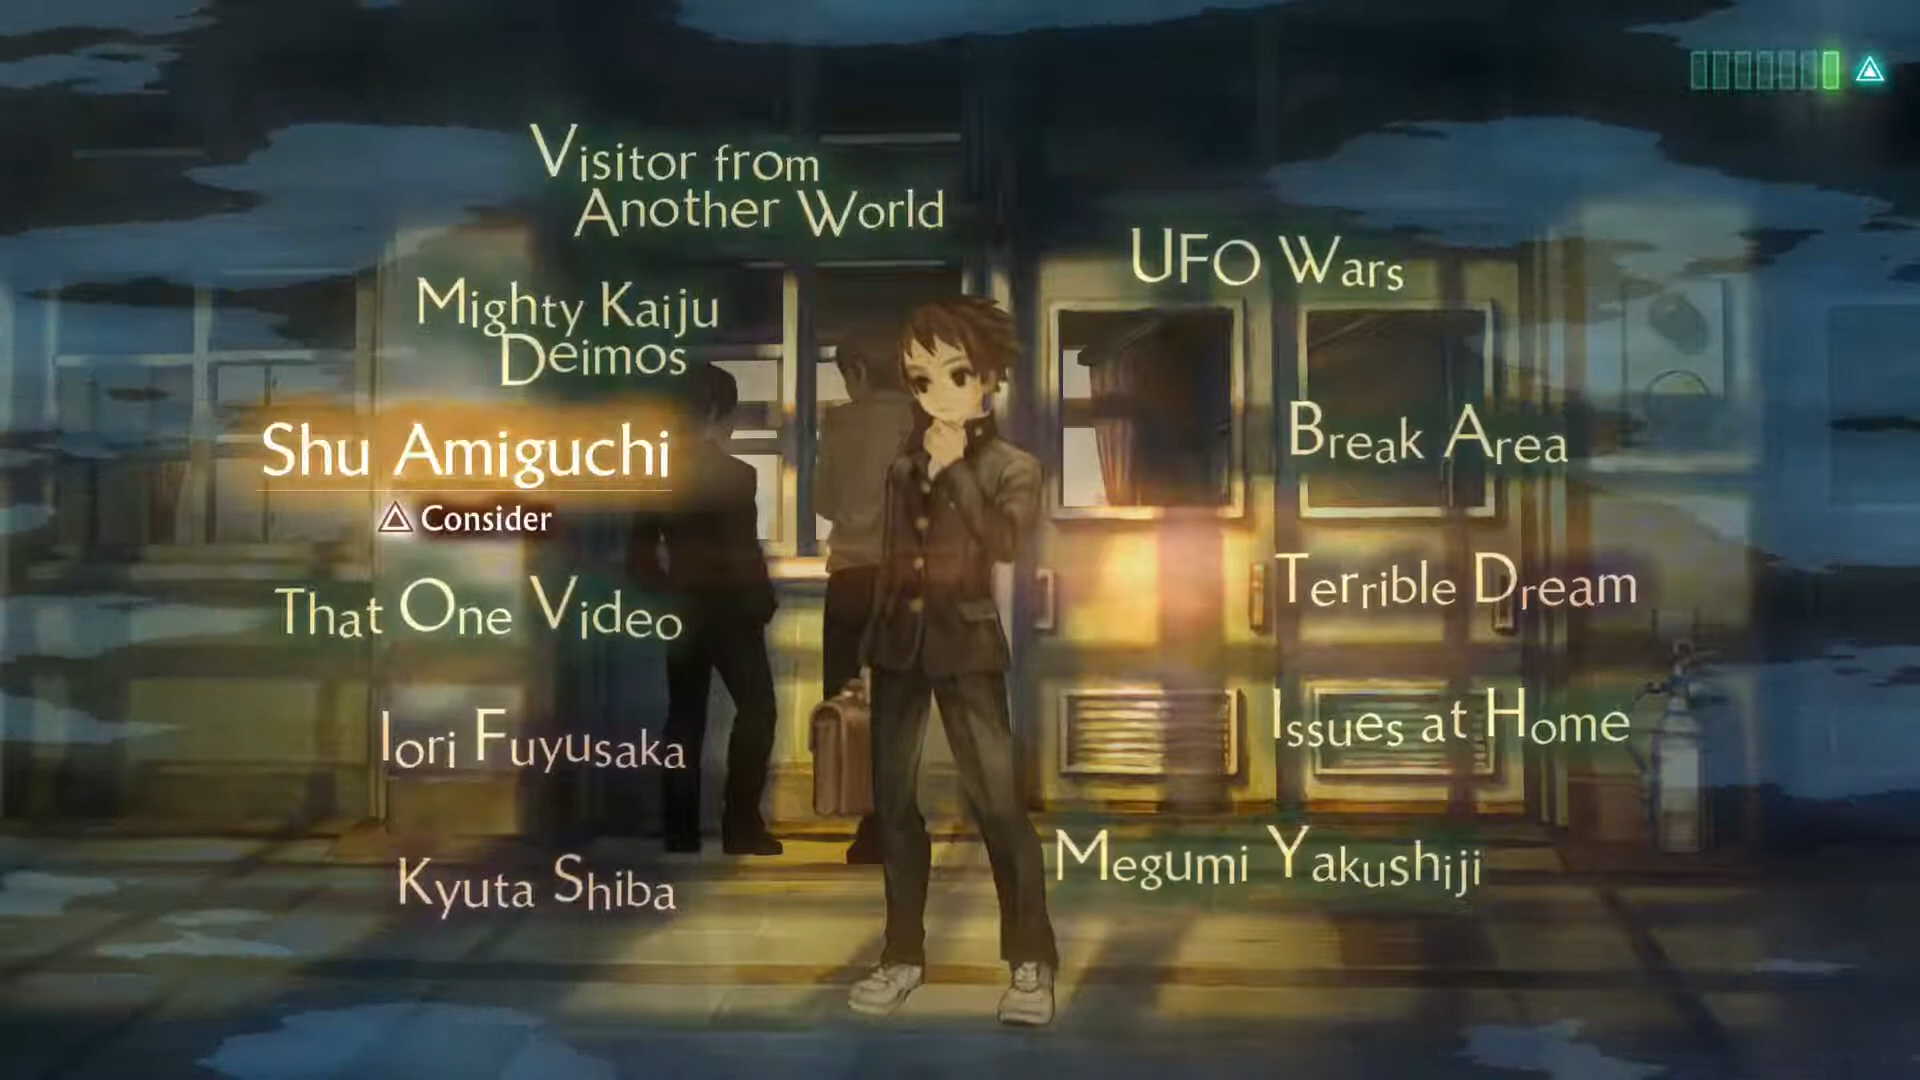 Visitor from
Another World
UFO Wars
Mighty Kaiju
Deimos
Shu Amiguchi
Consider
Break Area
That One Video
Terrible Dream
Iori Fuyusaka
Issues at Home
Kyuta Shiba
Megumi Yakushiji